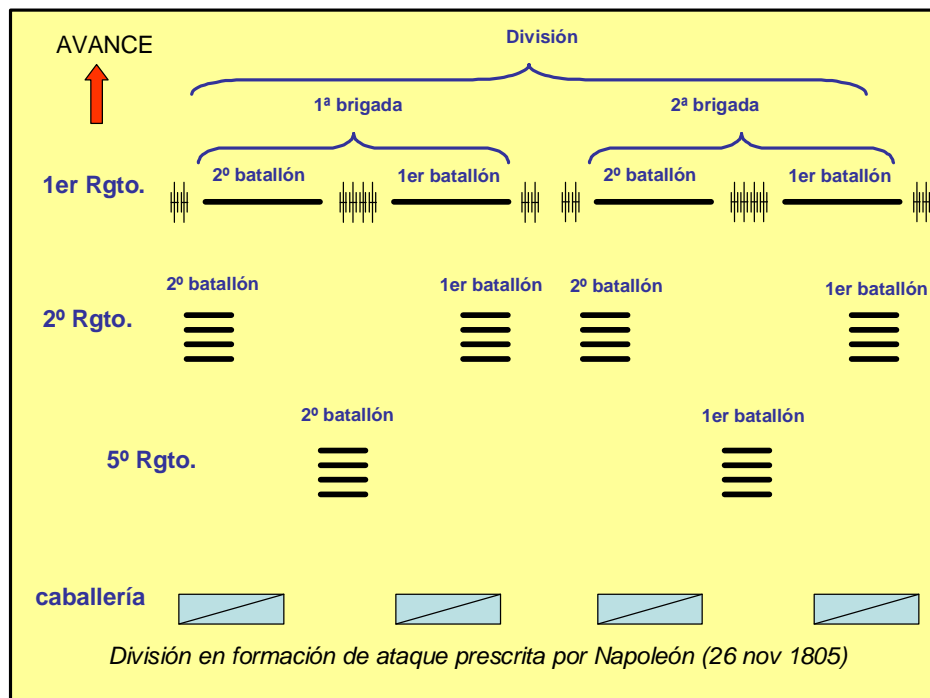 AVANCE
División
1ª brigada
2ª brigada
1er Rgto.
2º batallón
1er batallón
2º batallón
1er batallón
2º Rgto.
2º batallón
1er batallón
2º batallón
1er batallón
5º Rgto.
2º batallón
1er batallón
caballería
División en formación de ataque prescrita por Napoleón (26 nov 1805)